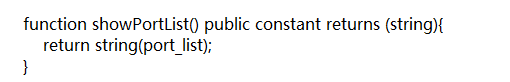 function showPortList() public constant returns (string){
    return string(port_list);
}